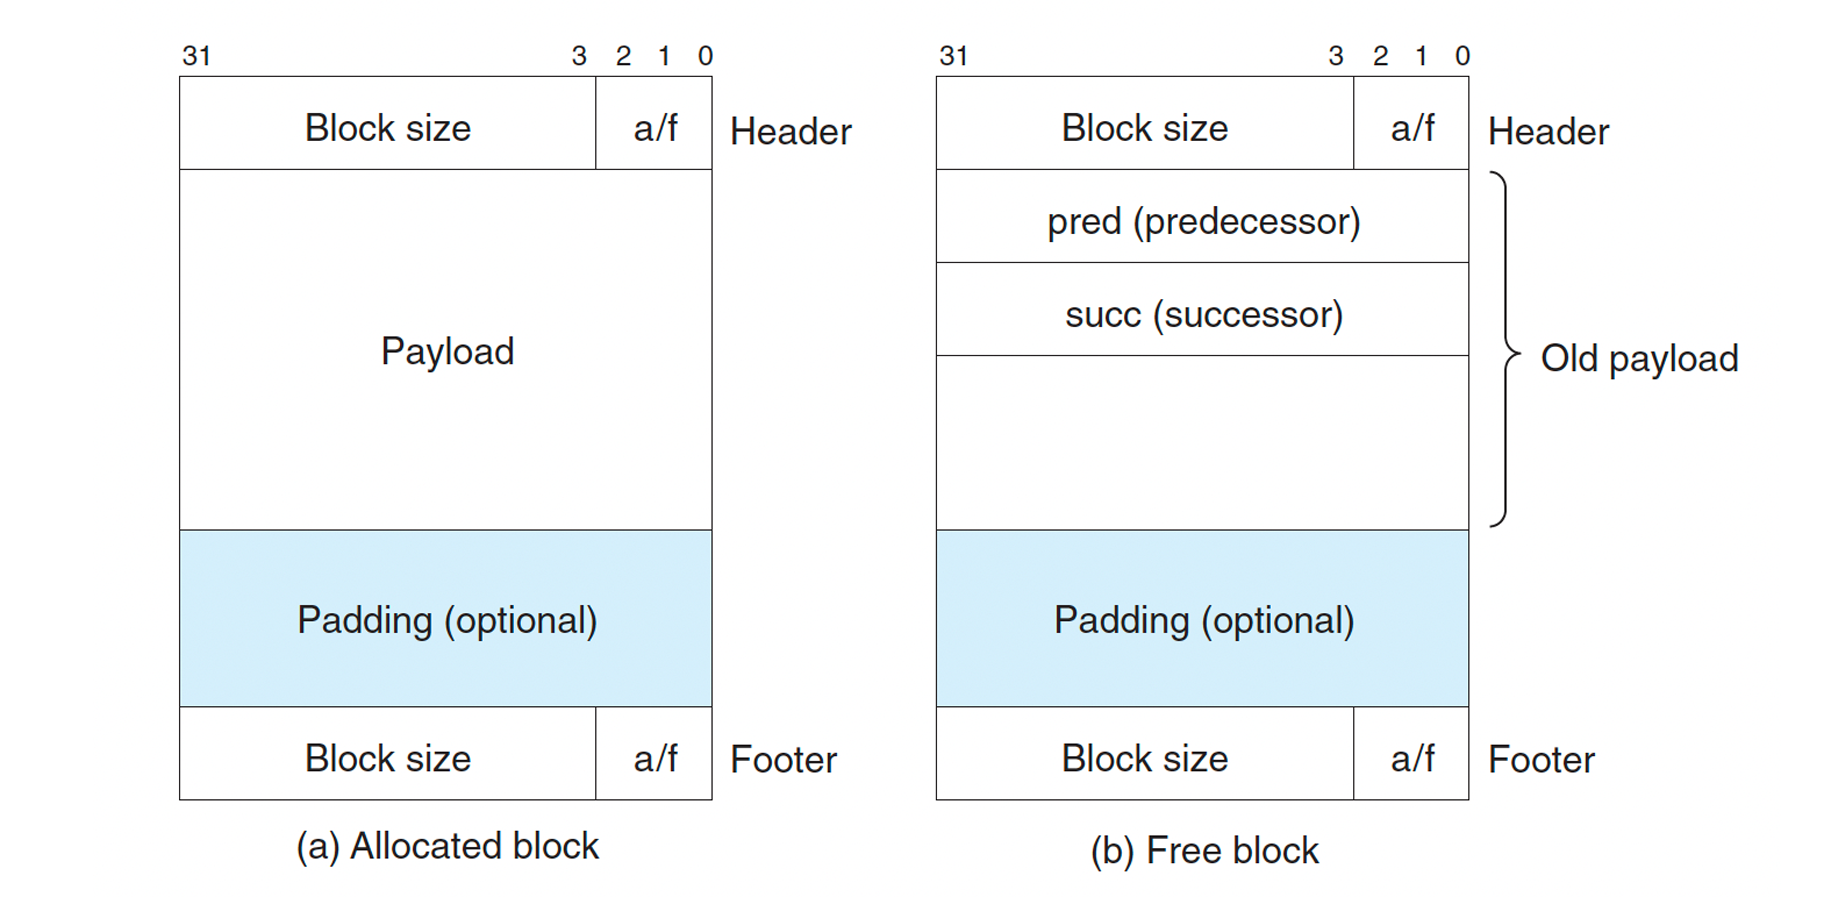 31 3 2 1 0
Block size a/f Header
Payload
Padding (optional)
Block size a/f Footer
(a) Allocated block
31 3 2 1 0
Block size a/f Header
pred (predecessor)
succ (successor)
Old payload
Padding (optional)
Block size a/f Footer
(b) Free block